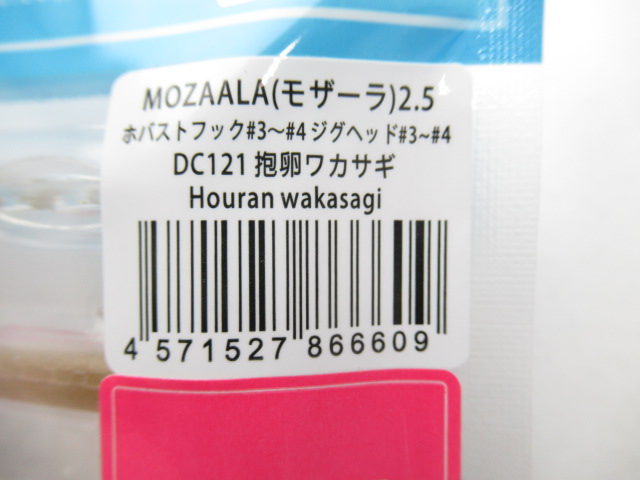 MOZAALA(モザーラ)2.5
ホバストフック#3～#4 ジグヘッド#3~#4
DC121 抱卵ワカサギ
Houran wakasagi
4 571527 866609